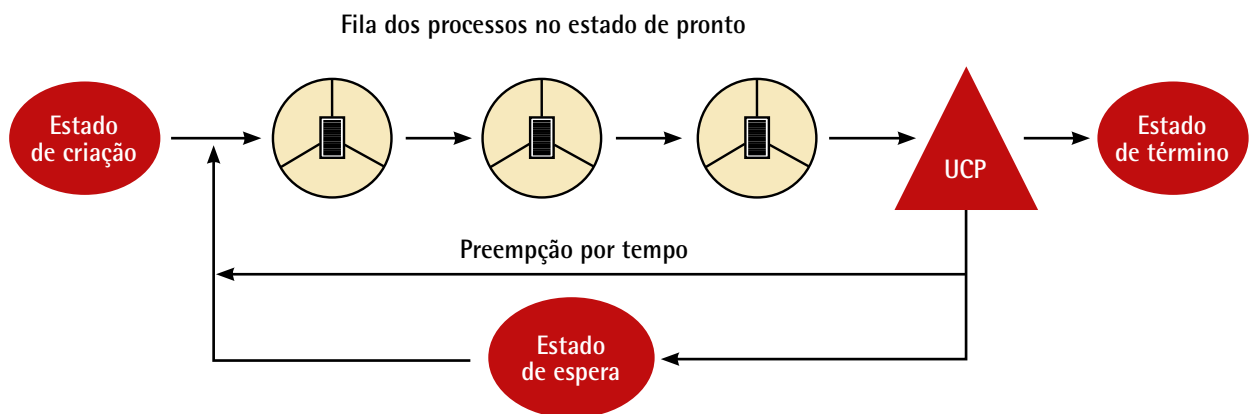 Fila dos processos no estado de pronto
Estado
de criação
UCP
Estado
de término
Preempção por tempo
Estado
de espera